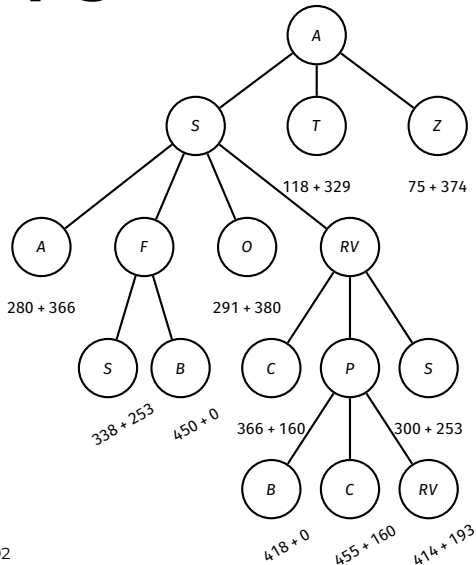 A
S T Z
118 + 329 75 + 374
A F O RV
280 + 366 291 + 380
S B C P S
338 + 253 450 + 0 366 + 160 300 + 253
B C RV
418 + 0 455 + 160 414 + 193